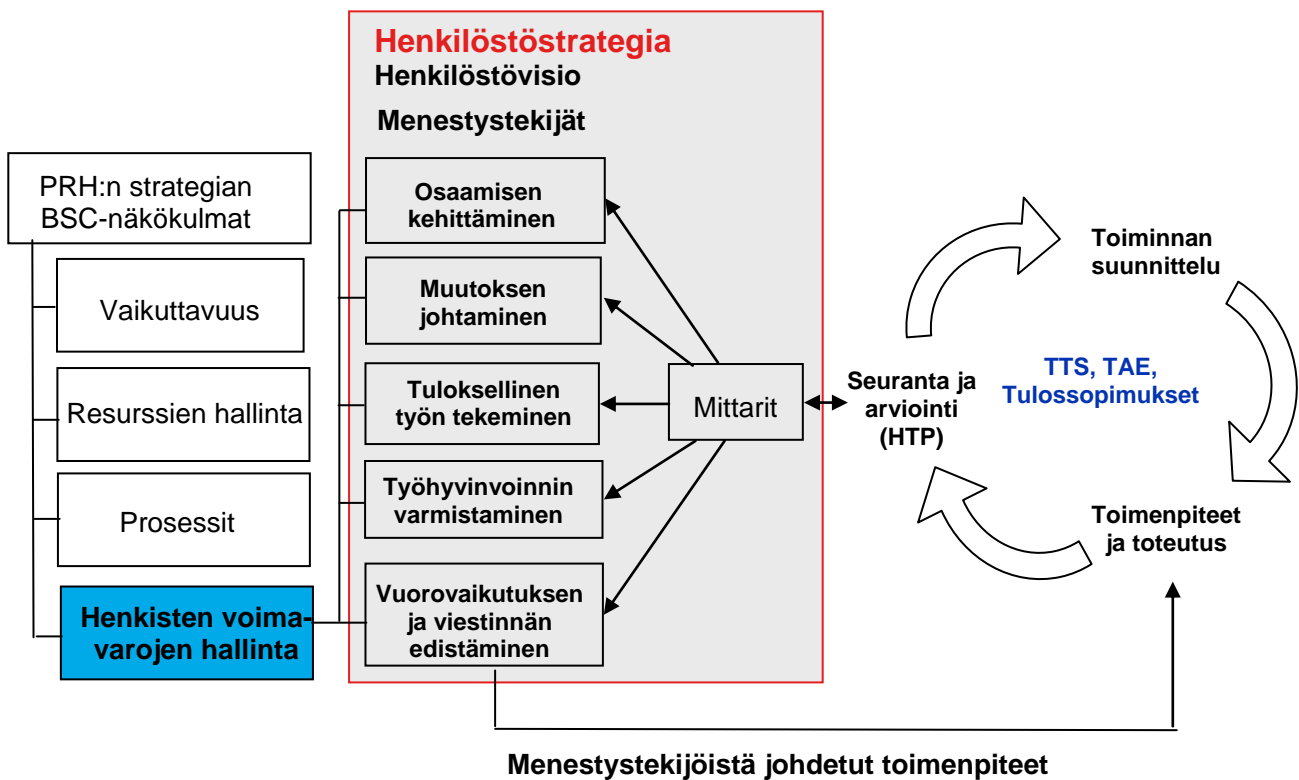 Henkilöstöstrategia
Henkilöstövisio
Menestystekijät
PRH:n strategian
BSC-näkökulmat
Vaikuttavuus
Resurssien hallinta
Prosessit
Henkisten voima-
varojen hallinta
Osaamisen
kehittäminen
Muutoksen
johtaminen
Tuloksellinen
työn tekeminen
Työhyvinvoinnin
varmistaminen
Vuorovaikutuksen
ja viestinnän
edistäminen
Mittarit
Seuranta ja
arviointi
(HTP)
Toiminnan
suunnittelu
TTS, TAE,
Tulossopimukset
Toimenpiteet
ja toteutus
Menestystekijöistä johdetut toimenpiteet